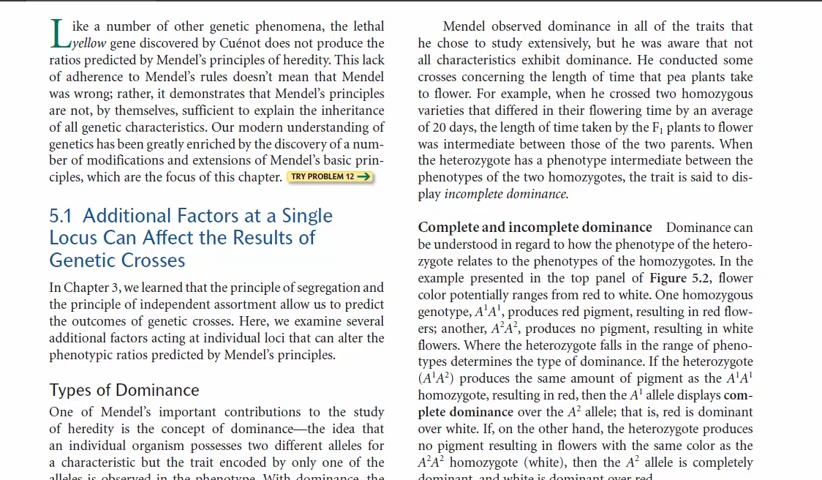 Like a number of other genetic phenomena, the lethal
yellow gene discovered by Cuénot does not produce the
ratios predicted by Mendel's principles of heredity. This lack
of adherence to Mendel's rules doesn't mean that Mendel
was wrong; rather, it demonstrates that Mendel's principles
are not, by themselves, sufficient to explain the inheritance
of all genetic characteristics. Our modern understanding of
genetics has been greatly enriched by the discovery of a num-
ber of modifications and extensions of Mendel's basic prin-
ciples, which are the focus of this chapter. TRY PROBLEM 12 →
5.1 Additional Factors at a Single
Locus Can Affect the Results of
Genetic Crosses
In Chapter 3, we learned that the principle of segregation and
the principle of independent assortment allow us to predict
the outcomes of genetic crosses. Here, we examine several
additional factors acting at individual loci that can alter the
phenotypic ratios predicted by Mendel's principles.
Types of Dominance
One of Mendel's important contributions to the study
of heredity is the concept of dominance—the idea that
an individual organism possesses two different alleles for
a characteristic but the trait encoded by only one of the
alleles is observed in the phenotype. With dominance, the
Mendel observed dominance in all of the traits that
he chose to study extensively, but he was aware that not
all characteristics exhibit dominance. He conducted some
crosses concerning the length of time that pea plants take
to flower. For example, when he crossed two homozygous
varieties that differed in their flowering time by an average
of 20 days, the length of time taken by the F₁ plants to flower
was intermediate between those of the two parents. When
the heterozygote has a phenotype intermediate between the
phenotypes of the two homozygotes, the trait is said to dis-
play incomplete dominance.
Complete and incomplete dominance Dominance can
be understood in regard to how the phenotype of the hetero-
zygote relates to the phenotypes of the homozygotes. In the
example presented in the top panel of Figure 5.2, flower
color potentially ranges from red to white. One homozygous
genotype, A¹A¹, produces red pigment, resulting in red flow-
ers; another, A²A², produces no pigment, resulting in white
flowers. Where the heterozygote falls in the range of pheno-
types determines the type of dominance. If the heterozygote
(A¹A²) produces the same amount of pigment as the A¹A¹
homozygote, resulting in red, then the A¹ allele displays com-
plete dominance over the A² allele; that is, red is dominant
over white. If, on the other hand, the heterozygote produces
no pigment resulting in flowers with the same color as the
A²A² homozygote (white), then the A² allele is completely
dominant, and white is dominant over red.